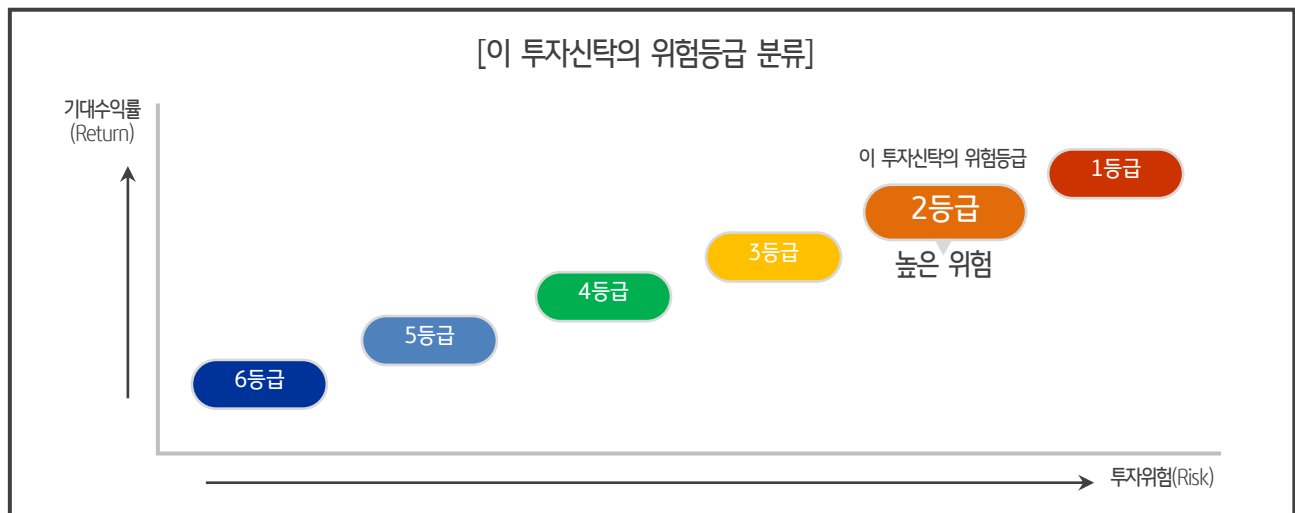 [이 투자신탁의 위험등급 분류]
기대수익률
(Return)
이 투자신탁의 위험등급
1등급
2등급
높은 위험
3등급
4등급
5등급
6등급
투자위험(Risk)